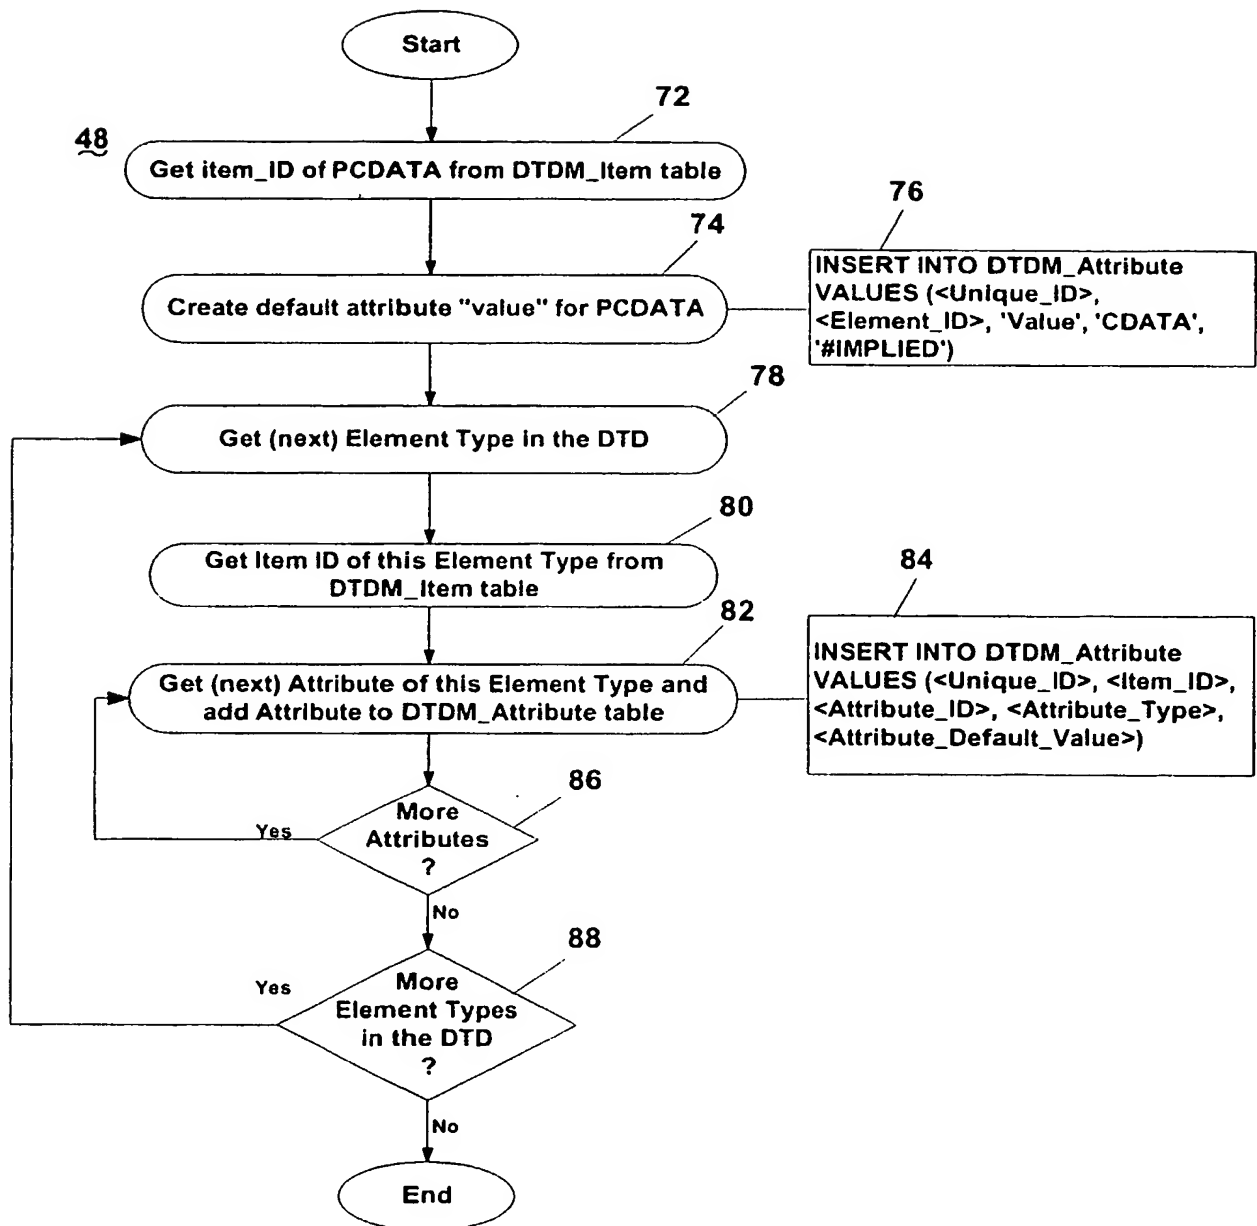 Start
72
48
Get item_ID of PCDATA from DTDM_Item table
74
76
Create default attribute "value" for PCDATA
INSERT INTO DTDM_Attribute
VALUES (<Unique_ID>,
<Element_ID>, 'Value', 'CDATA',
'#IMPLIED')
78
Get (next) Element Type in the DTD
80
Get Item ID of this Element Type from
DTDM_Item table
82
84
Get (next) Attribute of this Element Type and
add Attribute to DTDM_Attribute table
INSERT INTO DTDM_Attribute
VALUES (<Unique_ID>, <Item_ID>,
<Attribute_ID>, <Attribute_Type>,
<Attribute_Default_Value>)
86
More
Attributes
?
Yes
No
88
More
Element Types
in the DTD
?
Yes
No
End